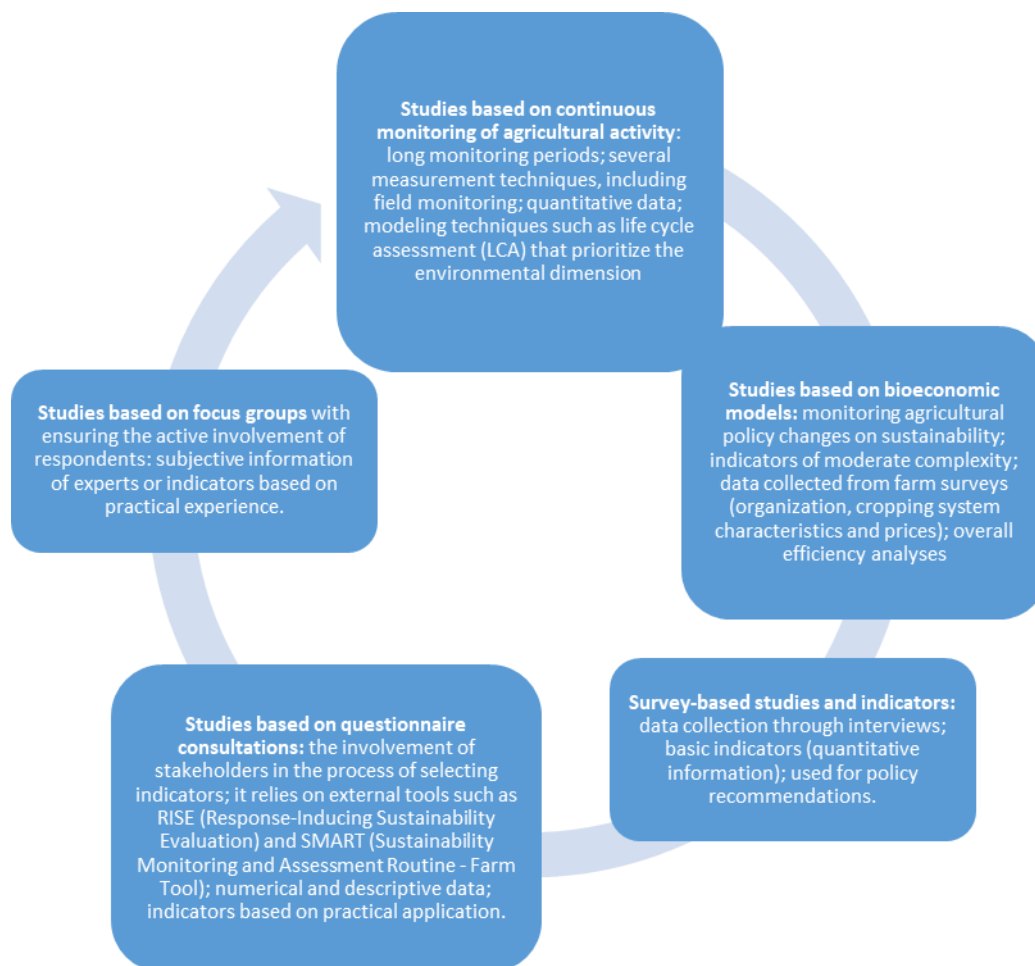 Studies based on continuous
monitoring of agricultural activity:
long monitoring periods; several
measurement techniques, including
field monitoring; quantitative data;
modeling techniques such as life cycle
assessment (LCA) that prioritize the
environmental dimension
Studies based on bioeconomic
models: monitoring agricultural
policy changes on sustainability;
indicators of moderate complexity;
data collected from farm surveys
(organization, cropping system
characteristics and prices); overall
efficiency analyses
Survey-based studies and indicators:
data collection through interviews;
basic indicators (quantitative
information); used for policy
recommendations.
Studies based on questionnaire
consultations: the involvement of
stakeholders in the process of selecting
indicators; it relies on external tools such as
RISE (Response-Inducing Sustainability
Evaluation) and SMART (Sustainability
Monitoring and Assessment Routine - Farm
Tool); numerical and descriptive data;
indicators based on practical application.
Studies based on focus groups with
ensuring the active involvement of
respondents: subjective information
of experts or indicators based on
practical experience.